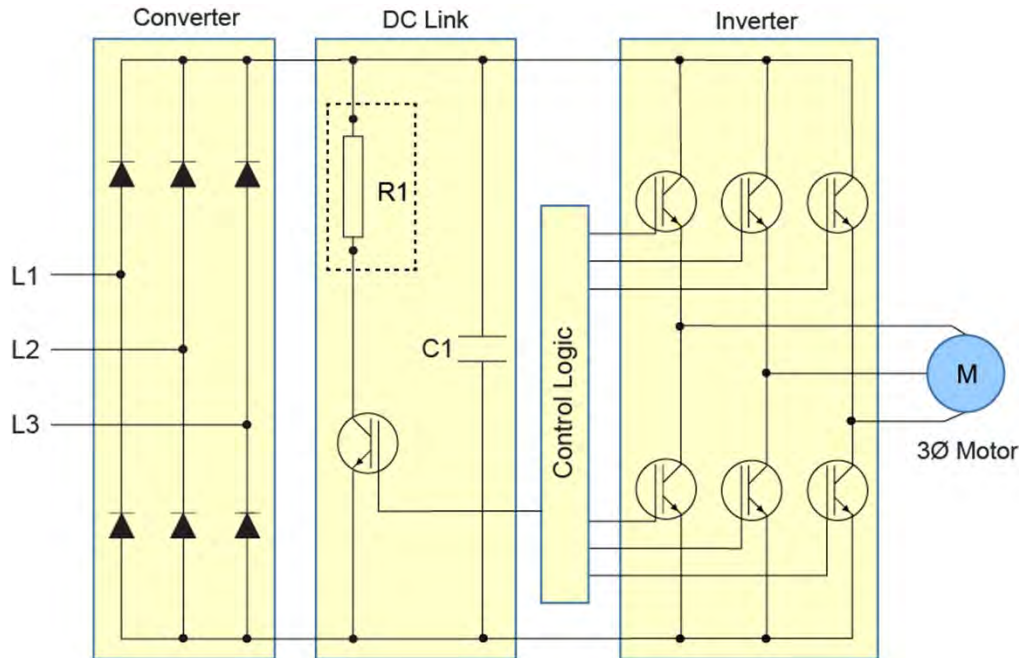 Converter
DC Link
Inverter
R1
L1
L2
L3
C1
Control Logic
M
3Ø Motor